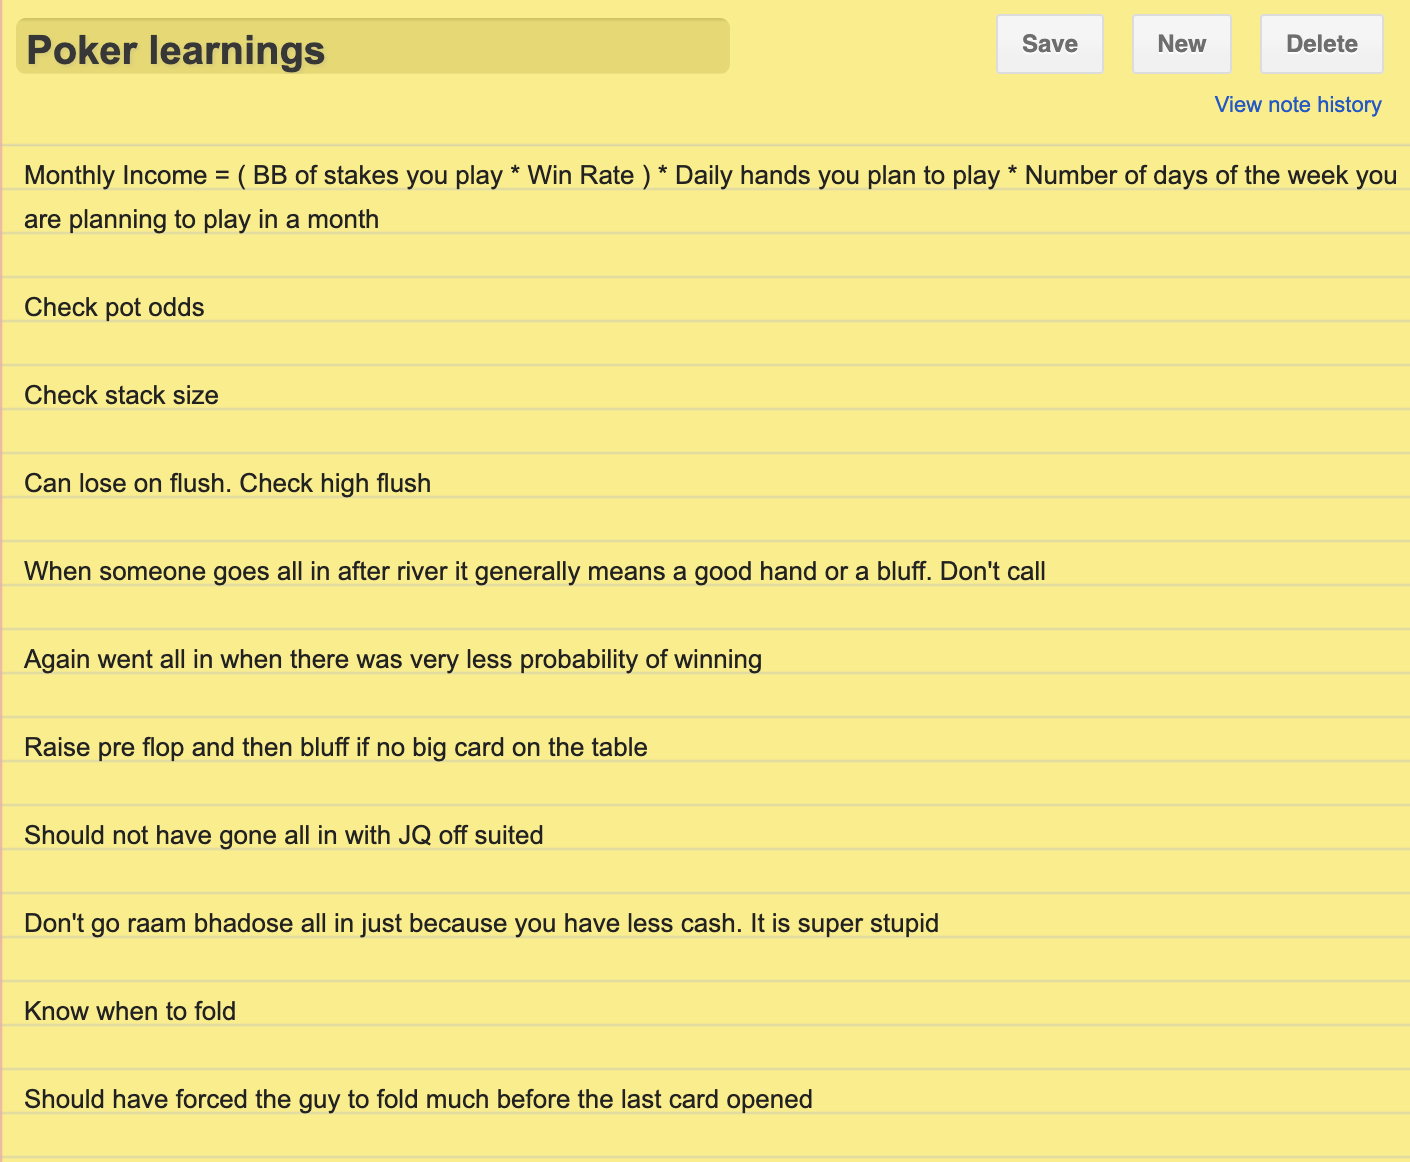 Poker learnings
Save
New
Delete
View note history
Monthly Income = ( BB of stakes you play * Win Rate ) * Daily hands you plan to play * Number of days of the week you
are planning to play in a month
Check pot odds
Check stack size
Can lose on flush. Check high flush
When someone goes all in after river it generally means a good hand or a bluff. Don't call
Again went all in when there was very less probability of winning
Raise pre flop and then bluff if no big card on the table
Should not have gone all in with JQ off suited
Don't go raam bhadose all in just because you have less cash. It is super stupid
Know when to fold
Should have forced the guy to fold much before the last card opened